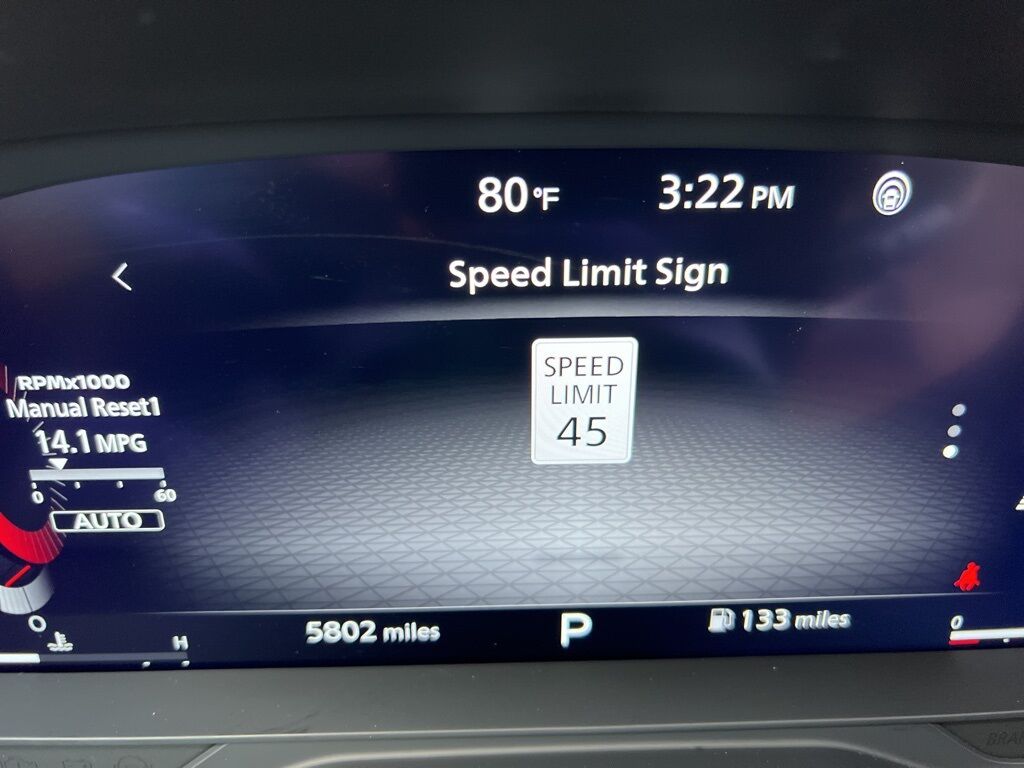 80°F
3:22 PM
Speed Limit Sign
SPEED
LIMIT
45
RPMx1000
Manual Reset1
14.1 MPG
0 60
AUTO
0
H
5802 miles
P
133 miles
0
BRA